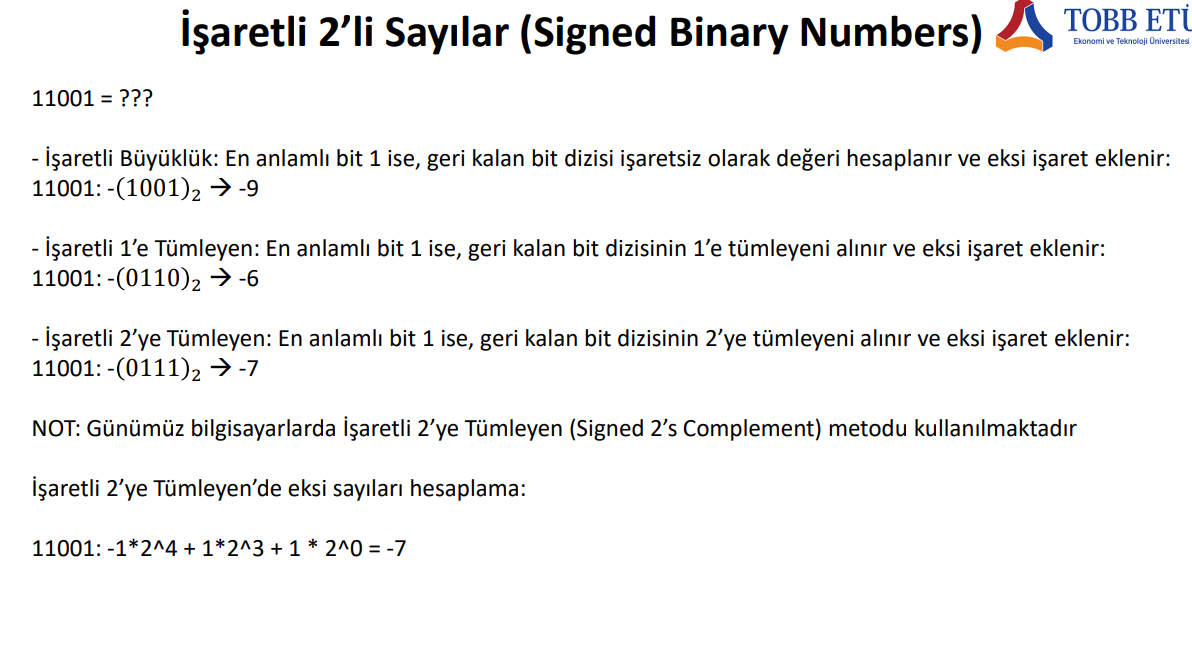 İşaretli 2’li Sayılar (Signed Binary Numbers)
TOBB ETÜ
Ekonomi ve Teknoloji Üniversitesi
11001 = ???
- İşaretli Büyüklük: En anlamlı bit 1 ise, geri kalan bit dizisi işaretsiz olarak değeri hesaplanır ve eksi işaret eklenir:
11001: -(1001)₂ → -9
- İşaretli 1’e Tümleyen: En anlamlı bit 1 ise, geri kalan bit dizisinin 1’e tümleyeni alınır ve eksi işaret eklenir:
11001: -(0110)₂ → -6
- İşaretli 2’ye Tümleyen: En anlamlı bit 1 ise, geri kalan bit dizisinin 2’ye tümleyeni alınır ve eksi işaret eklenir:
11001: -(0111)₂ → -7
NOT: Günümüz bilgisayarlarda İşaretli 2’ye Tümleyen (Signed 2’s Complement) metodu kullanılmaktadır
İşaretli 2’ye Tümleyen’de eksi sayıları hesaplama:
11001: -1*2^4 + 1*2^3 + 1 * 2^0 = -7